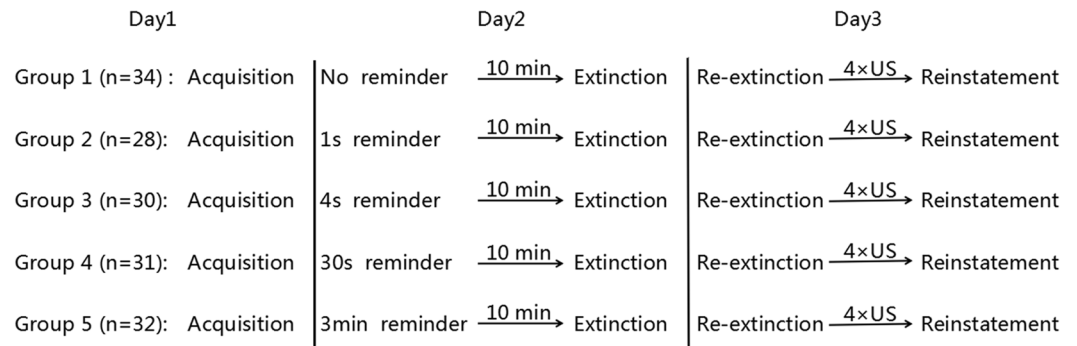 Day1 Day2 Day3
Group 1 (n=34) : Acquisition No reminder 10 min Extinction Re-extinction 4×US Reinstatement
Group 2 (n=28): Acquisition 1s reminder 10 min Extinction Re-extinction 4×US Reinstatement
Group 3 (n=30): Acquisition 4s reminder 10 min Extinction Re-extinction 4×US Reinstatement
Group 4 (n=31): Acquisition 30s reminder 10 min Extinction Re-extinction 4×US Reinstatement
Group 5 (n=32): Acquisition 3min reminder 10 min Extinction Re-extinction 4×US Reinstatement